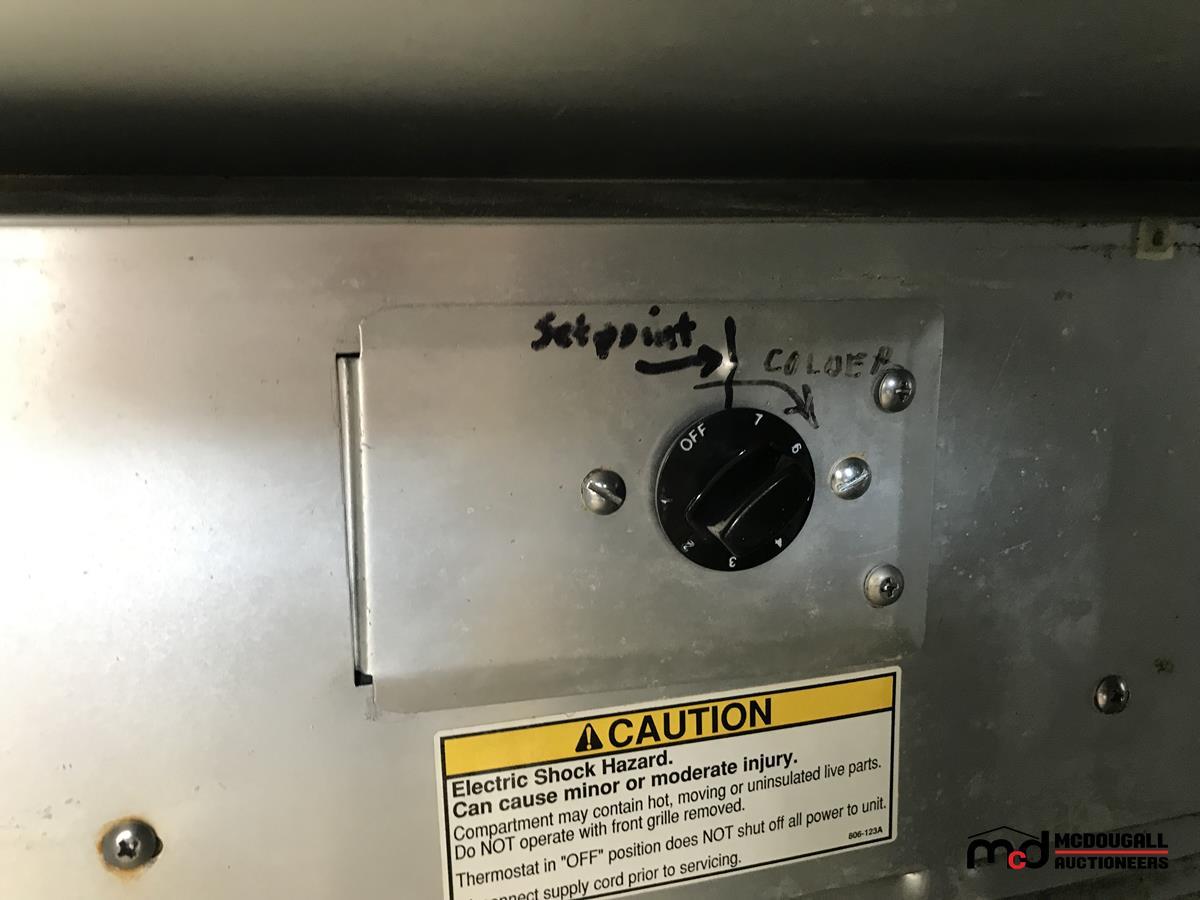 Setpoint
COLDER
OFF
7
6
4
3
2
1
CAUTION
Electric Shock Hazard.
Can cause minor or moderate injury.
Compartment may contain hot, moving or uninsulated live parts.
Do NOT operate with front grille removed.
Thermostat in "OFF" position does NOT shut off all power to unit.
supply cord prior to servicing.
806-123A
mcd MCDOUGALL
AUCTIONEERS